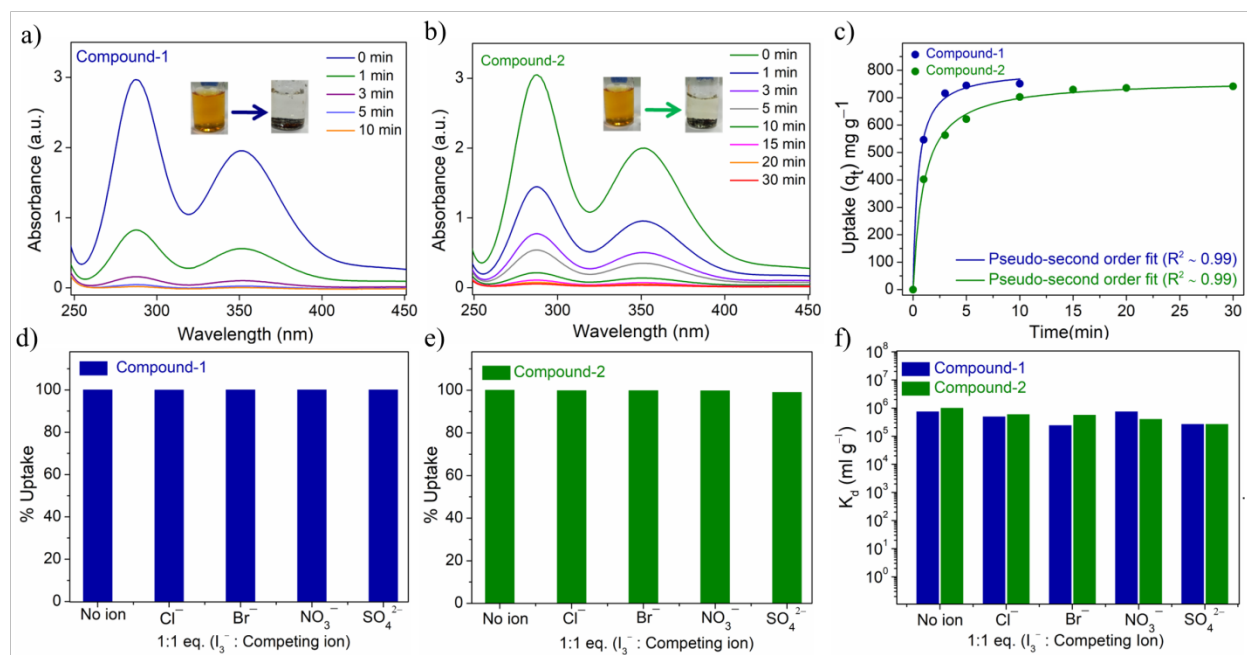 a)
Compound-1
0 min
1 min
3 min
5 min
10 min
Absorbance (a.u.)
3
2
1
0
250 300 350 400 450
Wavelength (nm)
b)
Compound-2
0 min
1 min
3 min
5 min
10 min
15 min
20 min
30 min
Absorbance (a.u.)
3
2
1
0
250 300 350 400 450
Wavelength (nm)
c)
Compound-1
Compound-2
Uptake (qt) mg g⁻¹
800
700
600
500
400
300
200
100
0
Pseudo-second order fit (R² ~ 0.99)
Pseudo-second order fit (R² ~ 0.99)
0 5 10 15 20 25 30
Time(min)
d)
Compound-1
% Uptake
100
80
60
40
20
0
No ion Cl⁻ Br⁻ NO₃⁻ SO₄²⁻
1:1 eq. (I₃⁻ : Competing ion)
e)
Compound-2
% Uptake
100
80
60
40
20
0
No ion Cl⁻ Br⁻ NO₃⁻ SO₄²⁻
1:1 eq. (I₃⁻ : Competing ion)
f)
Compound-1
Compound-2
K_d (ml g⁻¹)
10⁸
10⁷
10⁶
10⁵
10⁴
10³
10²
10¹
10⁰
No ion Cl⁻ Br⁻ NO₃⁻ SO₄²⁻
1:1 eq. (I₃⁻ : Competing ion)